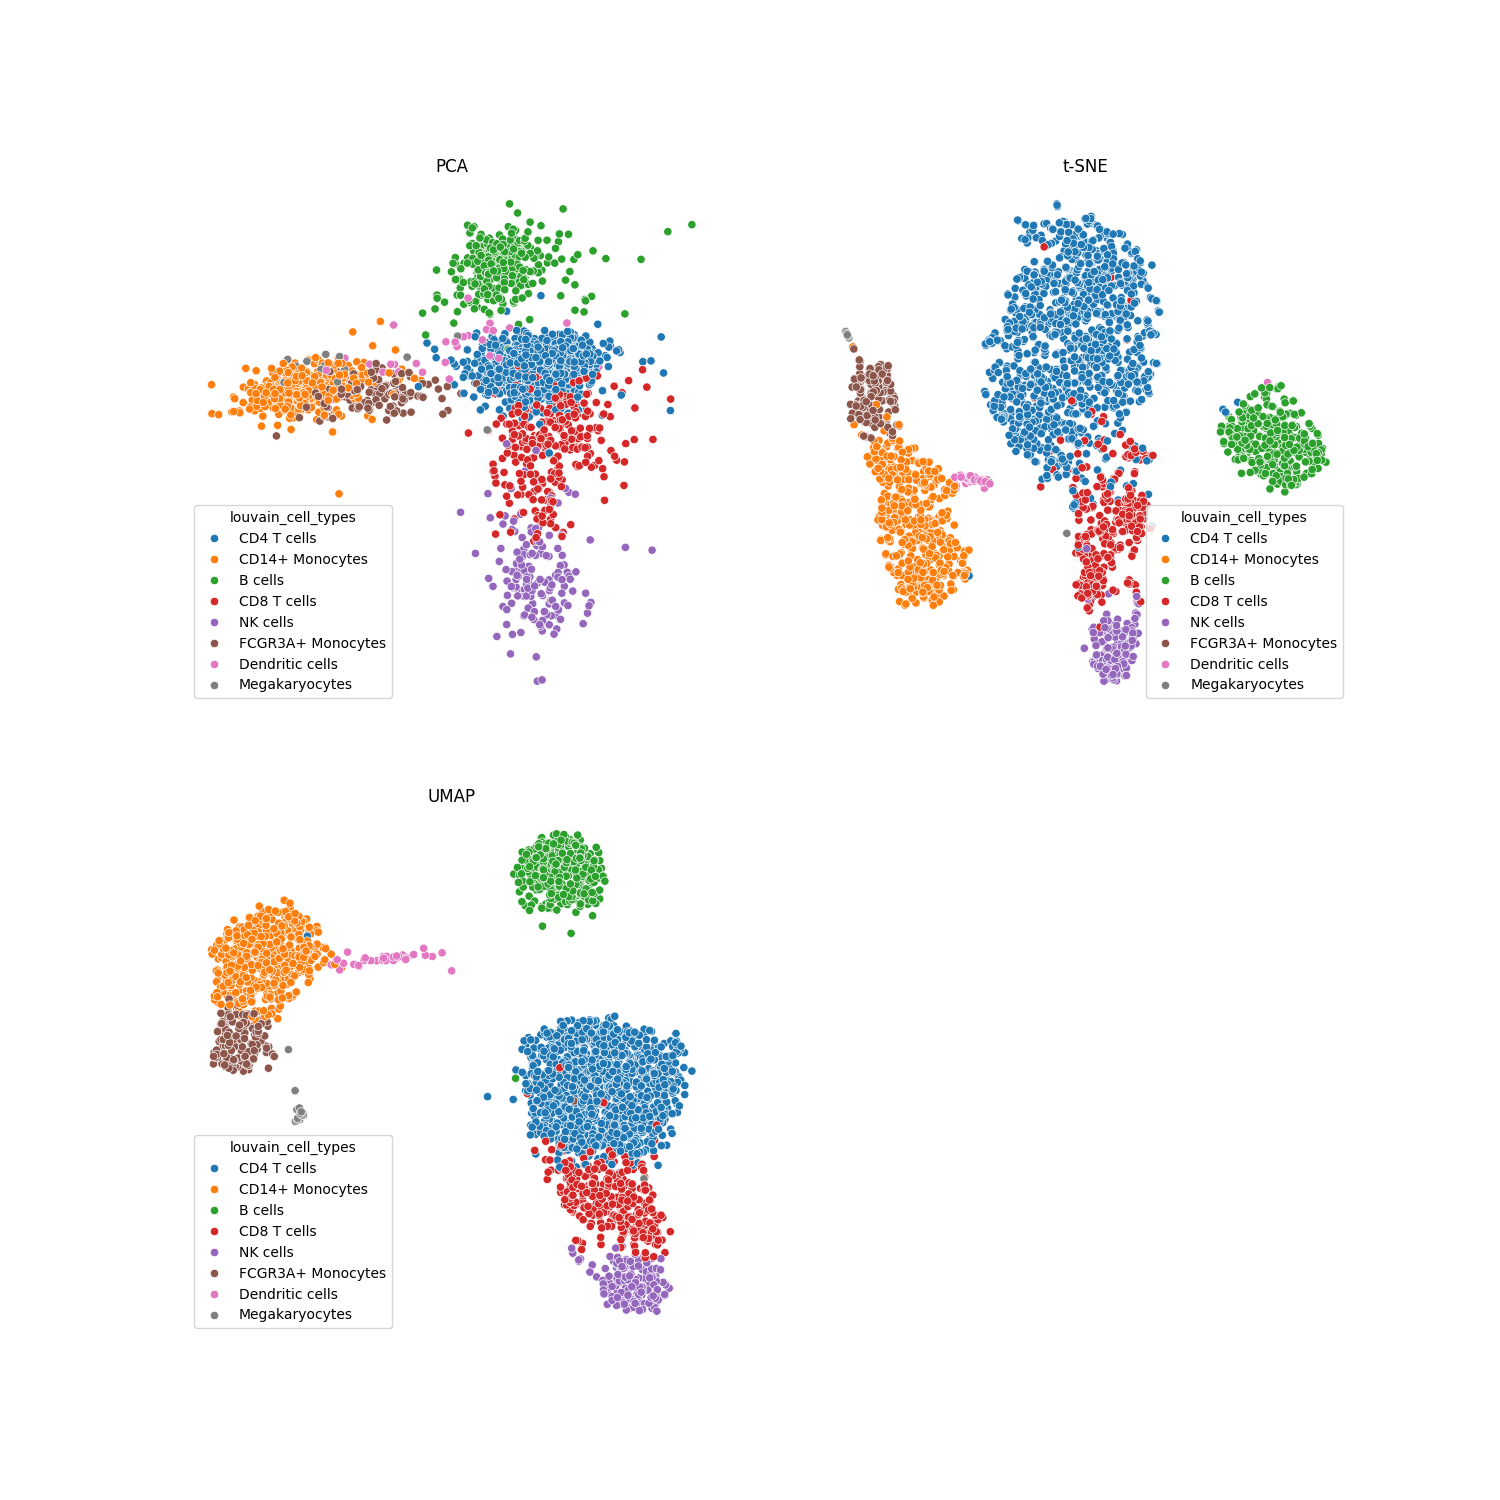 PCA
louvain_cell_types
CD4 T cells
CD14+ Monocytes
B cells
CD8 T cells
NK cells
FCGR3A+ Monocytes
Dendritic cells
Megakaryocytes
t-SNE
louvain_cell_types
CD4 T cells
CD14+ Monocytes
B cells
CD8 T cells
NK cells
FCGR3A+ Monocytes
Dendritic cells
Megakaryocytes
UMAP
louvain_cell_types
CD4 T cells
CD14+ Monocytes
B cells
CD8 T cells
NK cells
FCGR3A+ Monocytes
Dendritic cells
Megakaryocytes